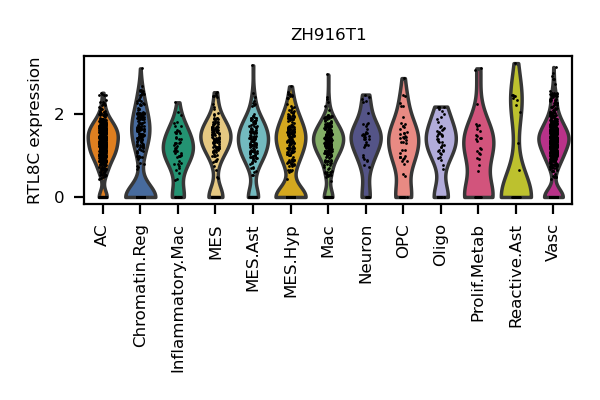 ZH916T1
RTL8C expression
2
0
AC
Chromatin.Reg
Inflammatory.Mac
MES
MES.Ast
MES.Hyp
Mac
Neuron
OPC
Oligo
Prolif.Metab
Reactive.Ast
Vasc